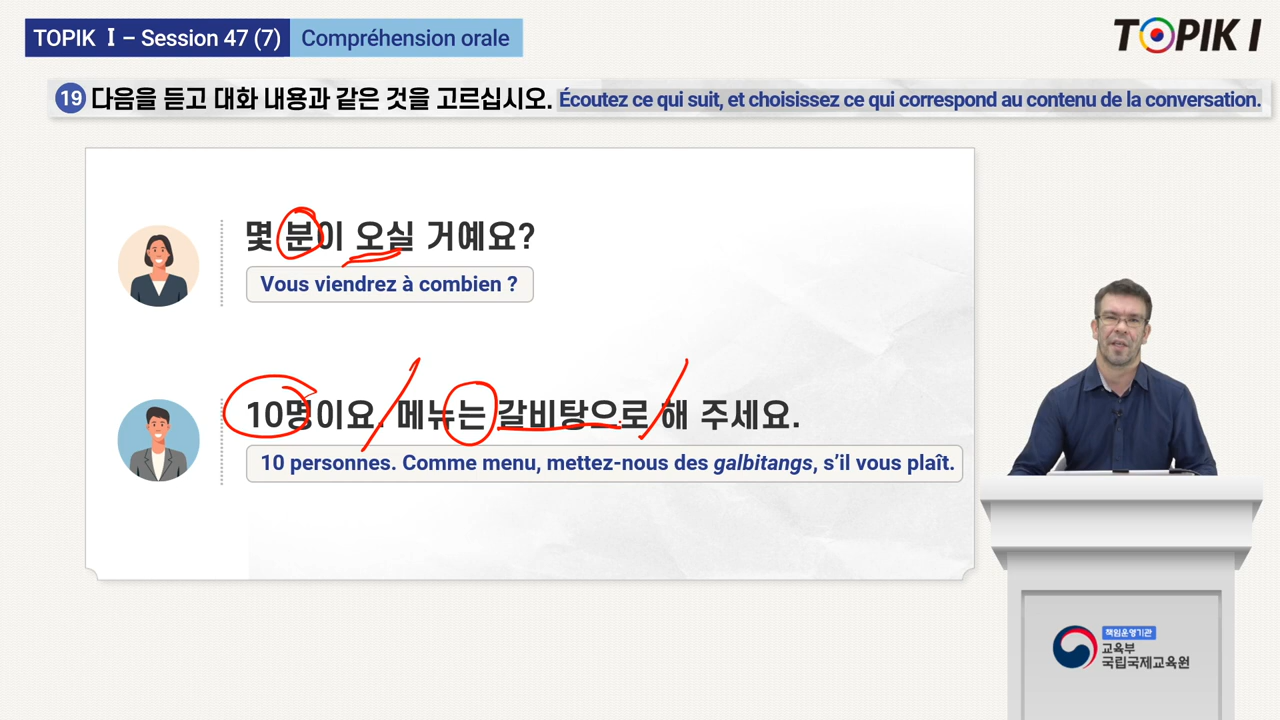 TOPIK Ⅰ – Session 47 (7) Compréhension orale
TOPIK I
19 다음을 듣고 대화 내용과 같은 것을 고르십시오. Écoutez ce qui suit, et choisissez ce qui correspond au contenu de la conversation.
몇 분이 오실 거예요?
Vous viendrez à combien ?
10명이요. 메뉴는 갈비탕으로 해 주세요.
10 personnes. Comme menu, mettez-nous des galbitangs, s’il vous plaît.
책임운영기관
교육부
국립국제교육원